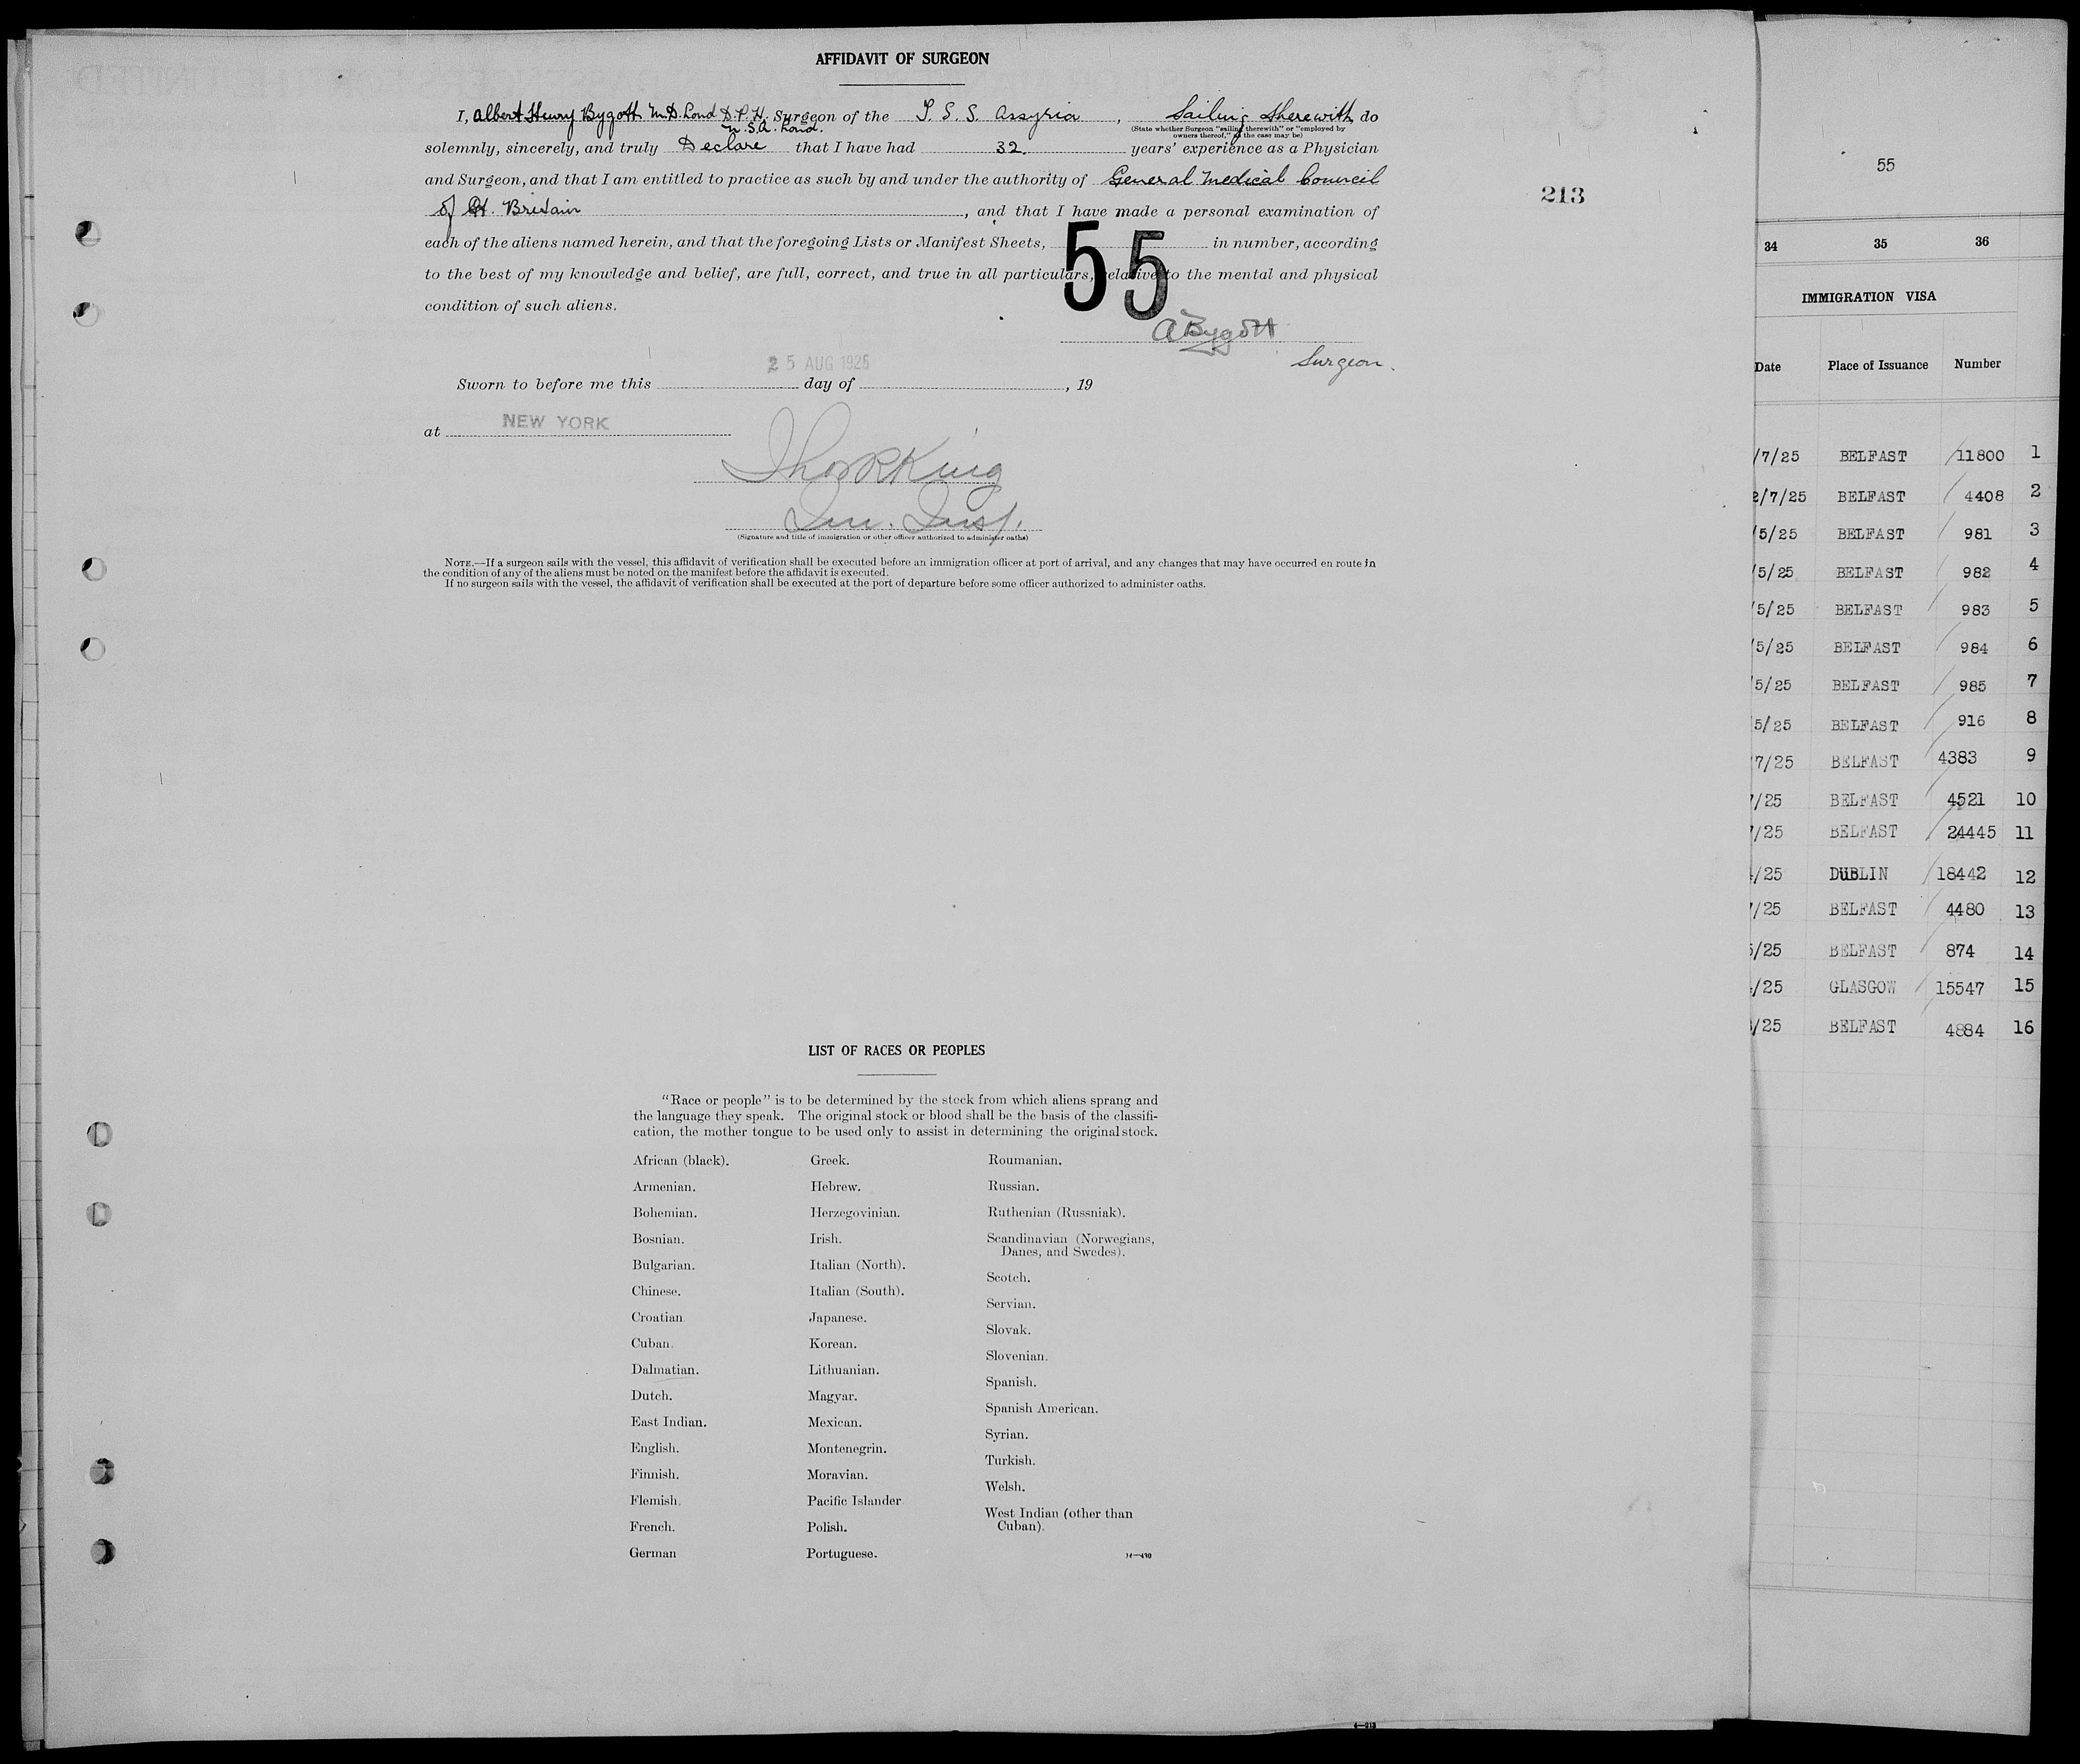 AFFIDAVIT OF SURGEON
I, Albert Henry Bygott M.D. Lond D.P.H. Surgeon of the T. S. S. Assyria, Sailing therewith, do
M.S.A. Lond.
(State whether Surgeon "sailing therewith" or "employed by
owners thereof," as the case may be)
solemnly, sincerely, and truly Declare that I have had 32 years' experience as a Physician
and Surgeon, and that I am entitled to practice as such by and under the authority of General Medical Council
of Gt. Britain, and that I have made a personal examination of
each of the aliens named herein, and that the foregoing Lists or Manifest Sheets, 55 in number, according
to the best of my knowledge and belief, are full, correct, and true in all particulars, relative to the mental and physical
condition of such aliens.
ABygott
Surgeon.
25 AUG 1925
Sworn to before me this day of , 19
at NEW YORK
Thos R King
Im. Insp.
(Signature and title of immigration or other officer authorized to administer oaths)
NOTE.—If a surgeon sails with the vessel, this affidavit of verification shall be executed before an immigration officer at port of arrival, and any changes that may have occurred en route in
the condition of any of the aliens must be noted on the manifest before the affidavit is executed.
If no surgeon sails with the vessel, the affidavit of verification shall be executed at the port of departure before some officer authorized to administer oaths.
213
LIST OF RACES OR PEOPLES
"Race or people" is to be determined by the stock from which aliens sprang and
the language they speak. The original stock or blood shall be the basis of the classifi-
cation, the mother tongue to be used only to assist in determining the original stock.
African (black).
Armenian.
Bohemian.
Bosnian.
Bulgarian.
Chinese.
Croatian
Cuban.
Dalmatian.
Dutch.
East Indian.
English.
Finnish.
Flemish.
French.
German
Greek.
Hebrew.
Herzegovinian.
Irish.
Italian (North).
Italian (South).
Japanese.
Korean.
Lithuanian.
Magyar.
Mexican.
Montenegrin.
Moravian.
Pacific Islander
Polish.
Portuguese.
Roumanian.
Russian.
Ruthenian (Russniak).
Scandinavian (Norwegians,
Danes, and Swedes).
Scotch.
Servian.
Slovak.
Slovenian.
Spanish.
Spanish American.
Syrian.
Turkish.
Welsh.
West Indian (other than
Cuban).
14—430
55
34 35 36
IMMIGRATION VISA
Date Place of Issuance Number
/7/25 BELFAST 11800 1
2/7/25 BELFAST 4408 2
/5/25 BELFAST 981 3
/5/25 BELFAST 982 4
/5/25 BELFAST 983 5
/5/25 BELFAST 984 6
5/25 BELFAST 985 7
5/25 BELFAST 916 8
7/25 BELFAST 4383 9
/25 BELFAST 4521 10
/25 BELFAST 24445 11
/25 DUBLIN 18442 12
/25 BELFAST 4480 13
/25 BELFAST 874 14
/25 GLASGOW 15547 15
/25 BELFAST 4884 16